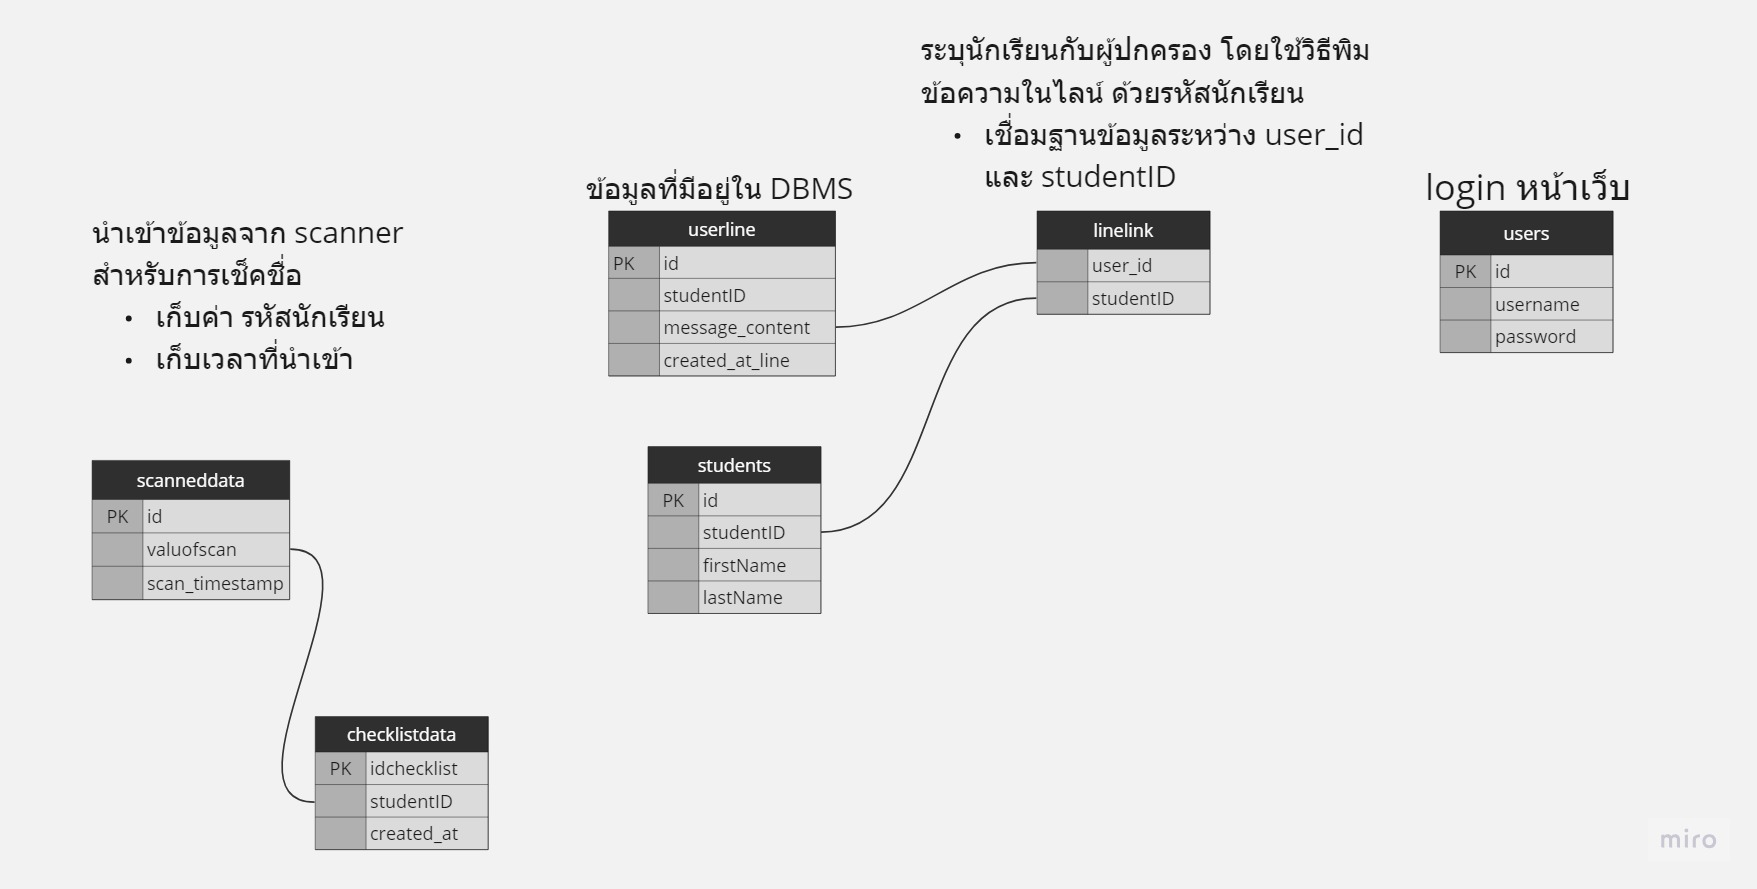 นำเข้าข้อมูลจาก scanner
สำหรับการเช็คชื่อ
• เก็บค่า รหัสนักเรียน
• เก็บเวลาที่นำเข้า
scanneddata
PK id
valuofscan
scan_timestamp
checklistdata
PK idchecklist
studentID
created_at
ข้อมูลที่มีอยู่ใน DBMS
userline
PK id
studentID
message_content
created_at_line
students
PK id
studentID
firstName
lastName
ระบุนักเรียนกับผู้ปกครอง โดยใช้วิธีพิม
ข้อความในไลน์ ด้วยรหัสนักเรียน
• เชื่อมฐานข้อมูลระหว่าง user_id
และ studentID
linelink
user_id
studentID
login หน้าเว็บ
users
PK id
username
password
miro